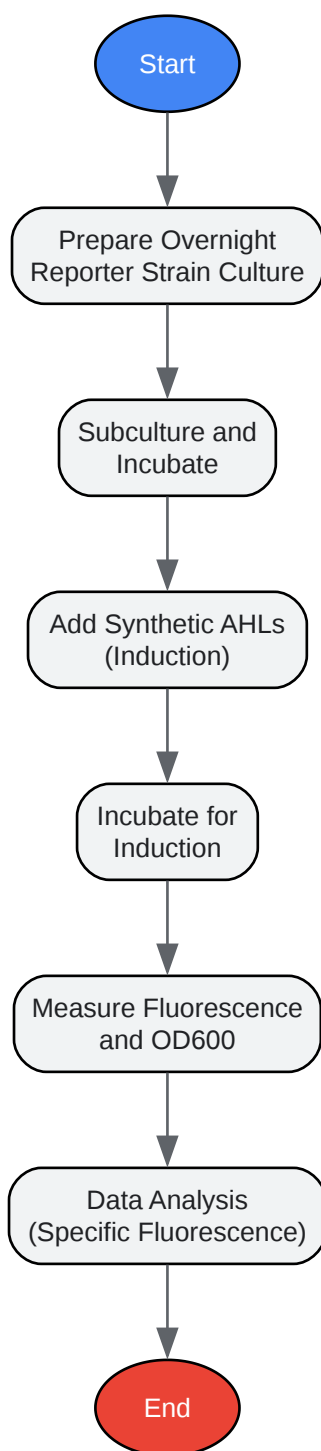 Start
Prepare Overnight
Reporter Strain Culture
Subculture and
Incubate
Add Synthetic AHLs
(Induction)
Incubate for
Induction
Measure Fluorescence
and OD600
Data Analysis
(Specific Fluorescence)
End